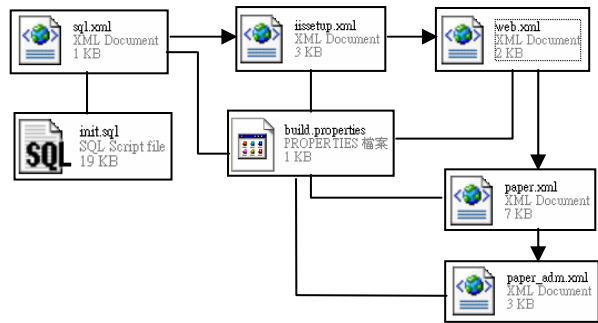 sql.xml
XML Document
1 KB
iissetup.xml
XML Document
3 KB
web.xml
XML Document
2 KB
init.sql
SQL Script file
19 KB
SQL
build.properties
PROPERTIES 檔案
1 KB
paper.xml
XML Document
7 KB
paper_adm.xml
XML Document
3 KB